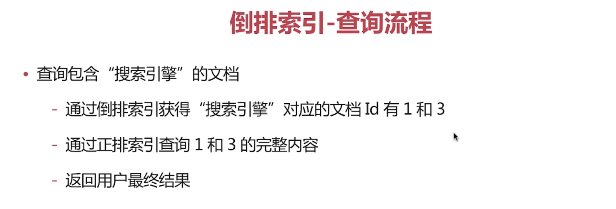 倒排索引-查询流程
• 查询包含“搜索引擎”的文档
- 通过倒排索引获得“搜索引擎”对应的文档 Id 有 1 和 3
- 通过正排索引查询 1 和 3 的完整内容
- 返回用户最终结果